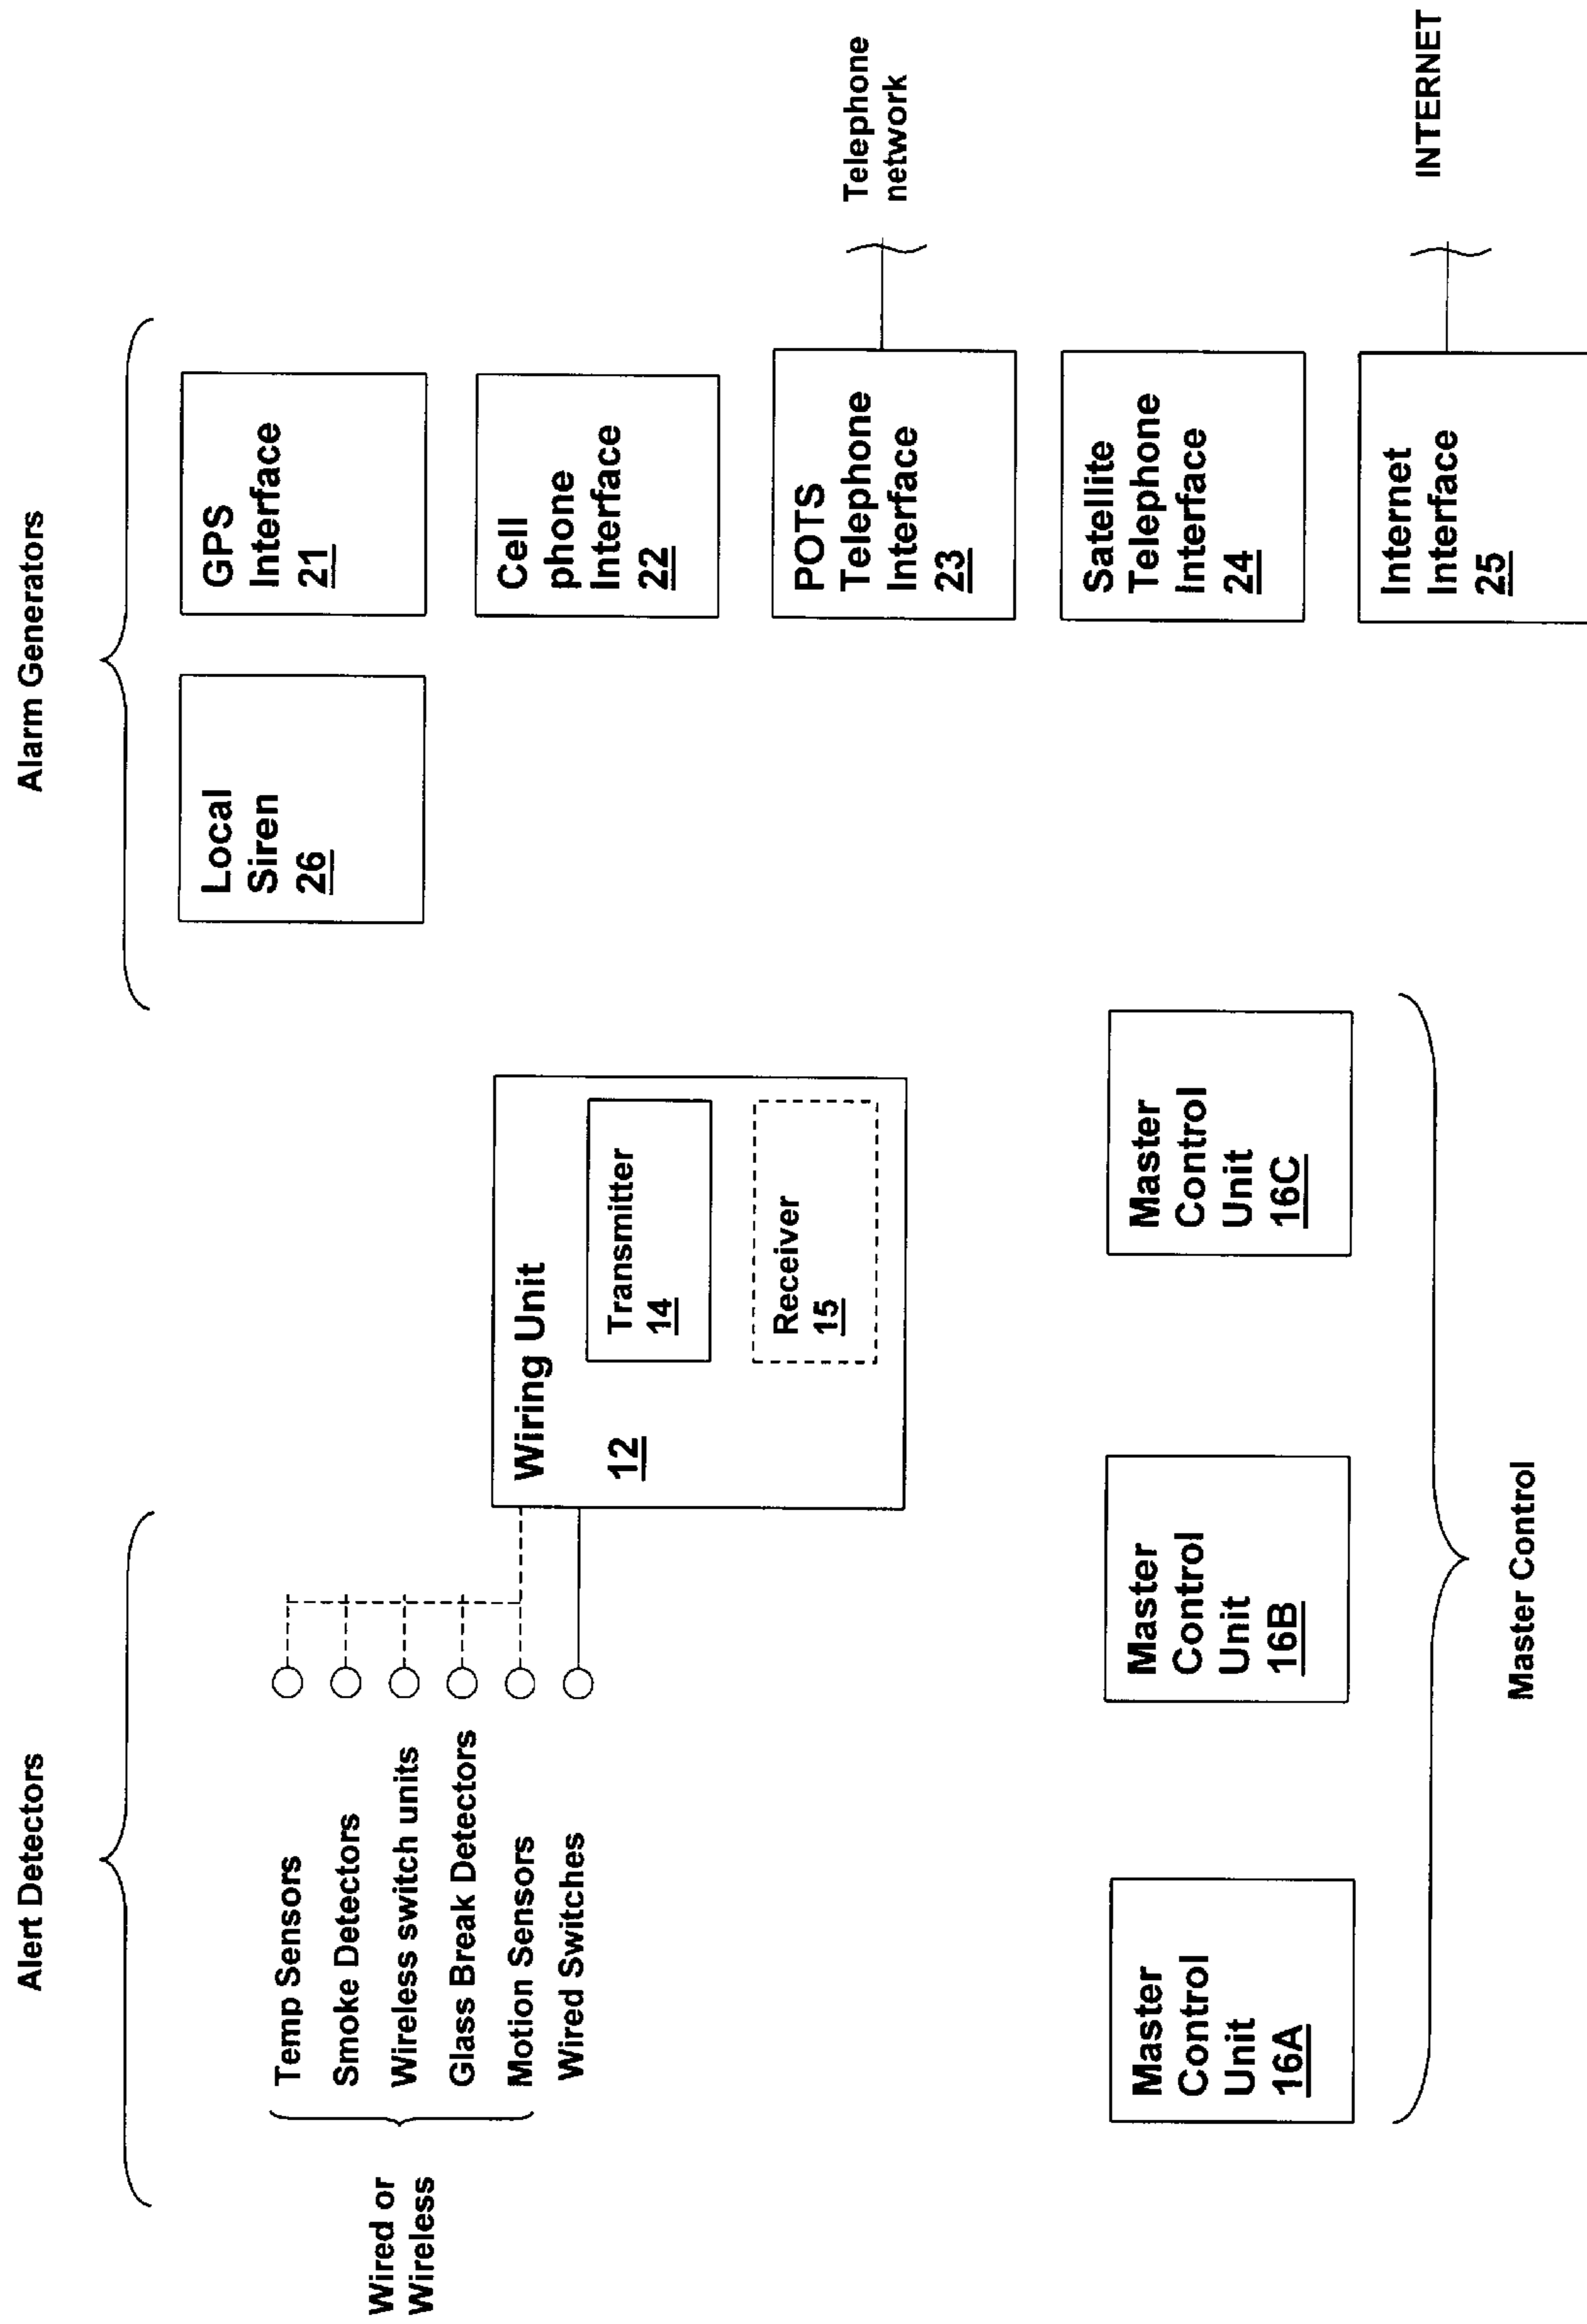 Alert Detectors
Alarm Generators
Wired or
Wireless
Temp Sensors
Smoke Detectors
Wireless switch units
Glass Break Detectors
Motion Sensors
Wired Switches
Wiring Unit
12
Transmitter
14
Receiver
15
Local
Siren
26
GPS
Interface
21
Cell
phone
Interface
22
POTS
Telephone
Interface
23
Telephone
network
Satellite
Telephone
Interface
24
Internet
Interface
25
INTERNET
Master
Control
Unit
16A
Master
Control
Unit
16B
Master
Control
Unit
16C
Master Control